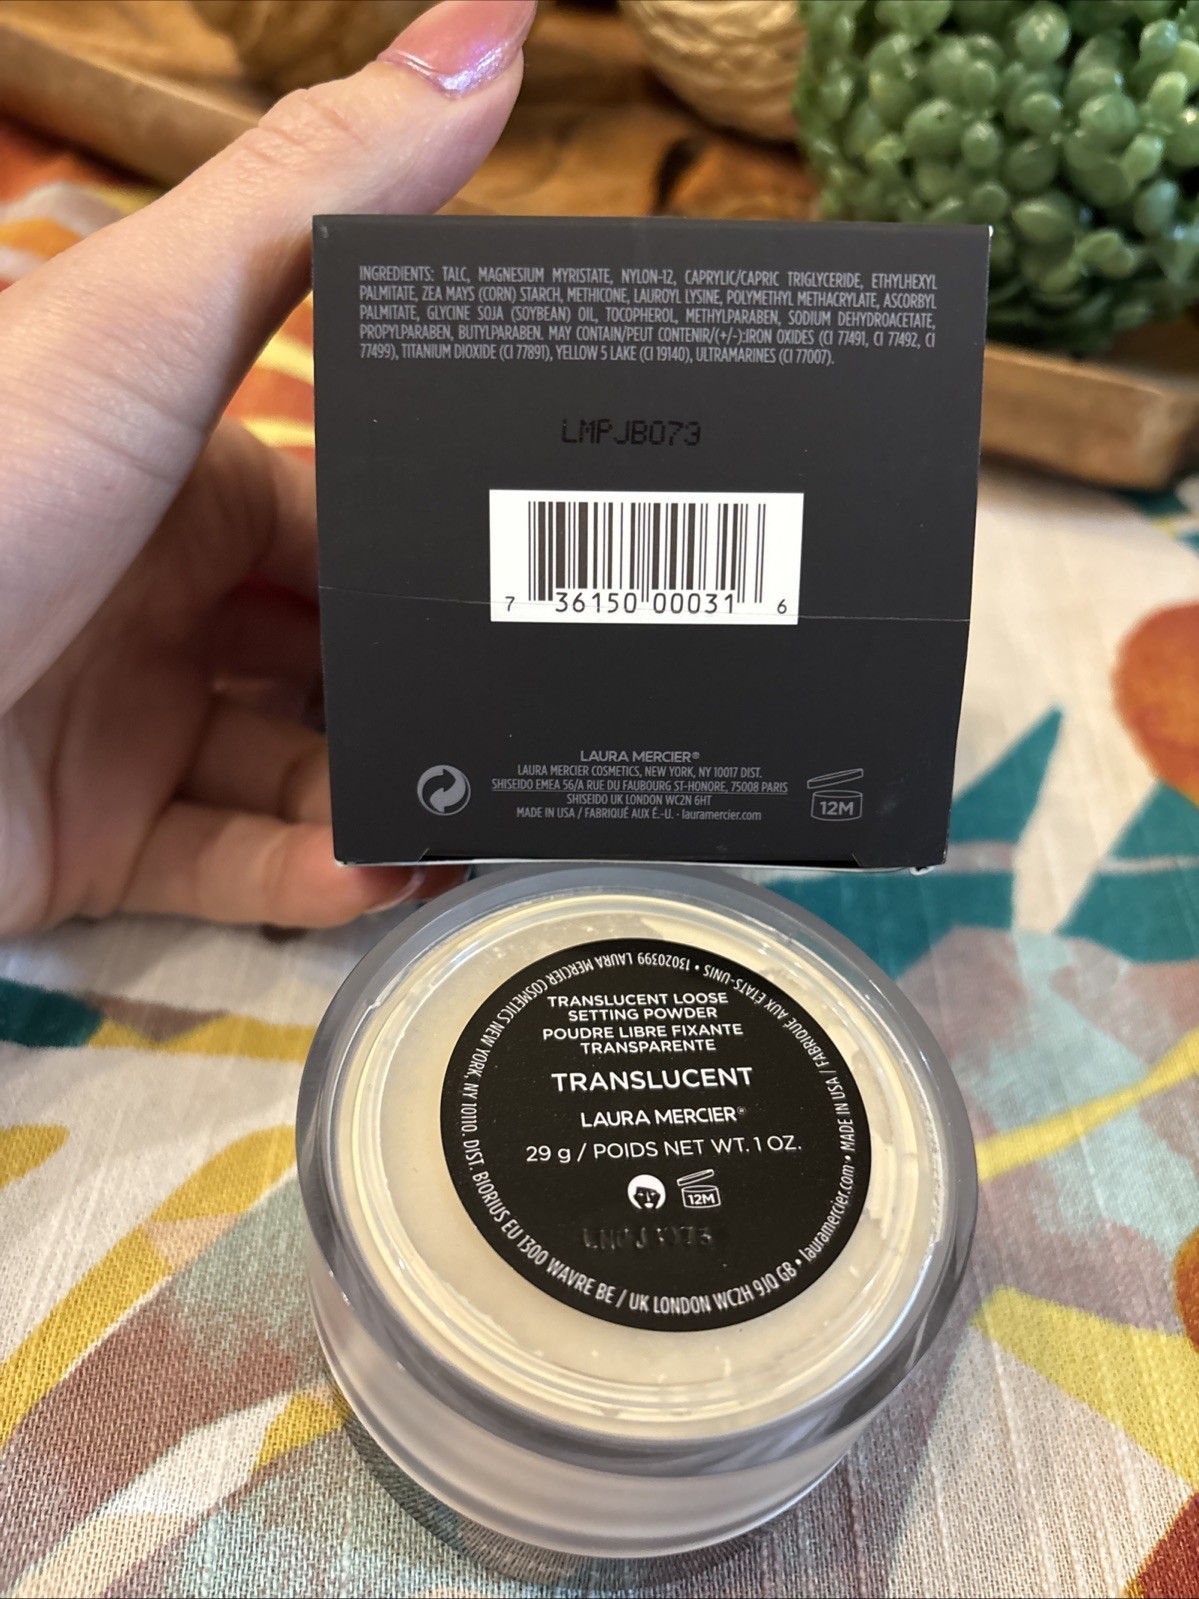 INGREDIENTS: TALC, MAGNESIUM MYRISTATE, NYLON-12, CAPRYLIC/CAPRIC TRIGLYCERIDE, ETHYLHEXYL
PALMITATE, ZEA MAYS (CORN) STARCH, METHICONE, LAUROYL LYSINE, POLYMETHYL METHACRYLATE, ASCORBYL
PALMITATE, GLYCINE SOJA (SOYBEAN) OIL, TOCOPHEROL, METHYLPARABEN, SODIUM DEHYDROACETATE,
PROPYLPARABEN, BUTYLPARABEN. MAY CONTAIN/PEUT CONTENIR/(+/-):IRON OXIDES (CI 77491, CI 77492, CI
77499), TITANIUM DIOXIDE (CI 77891), YELLOW 5 LAKE (CI 19140), ULTRAMARINES (CI 77007).
LMPJB073
7 36150 00031 6
LAURA MERCIER®
LAURA MERCIER COSMETICS, NEW YORK, NY 10017 DIST.
SHISEIDO EMEA 56/A RUE DU FAUBOURG ST-HONORE, 75008 PARIS
SHISEIDO UK LONDON WC2N 6HT
MADE IN USA / FABRIQUÉ AUX É.-U. - lauramercier.com
12M
TRANSLUCENT LOOSE
SETTING POWDER
POUDRE LIBRE FIXANTE
TRANSPARENTE
TRANSLUCENT
LAURA MERCIER®
29 g / POIDS NET WT. 1 OZ.
12M
13020399 LAURA MERCIER COSMETICS NEW YORK, NY 10110. DIST. BIORIUS EU 1300 WAVRE BE / UK LONDON WC2H 9JQ GB • lauramercier.com • MADE IN USA / FABRIQUÉ AUX ETATS-UNIS •